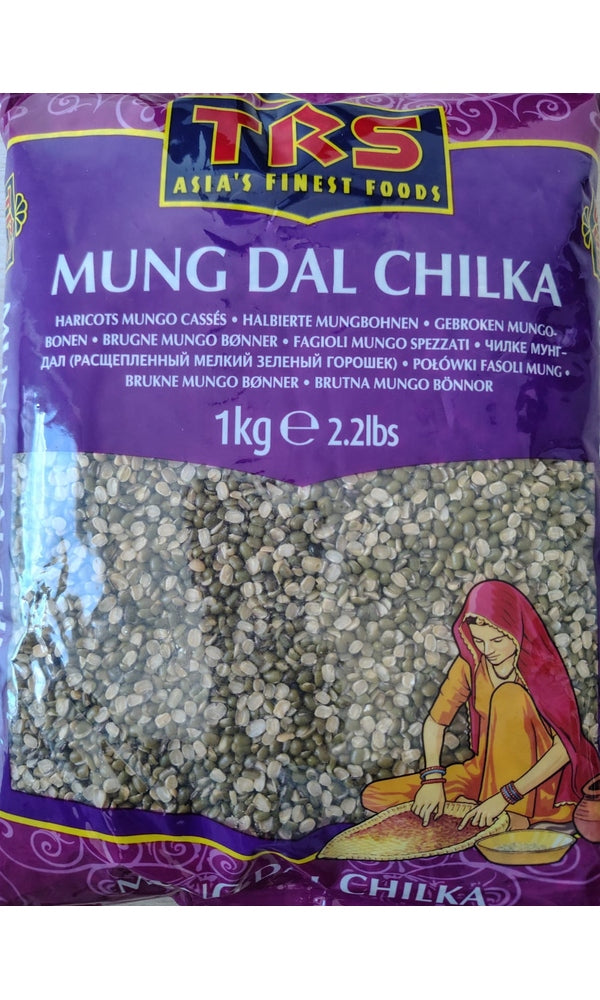 TRS
ASIA'S FINEST FOODS
MUNG DAL CHILKA
HARICOTS MUNGO CASSÉS • HALBIERTE MUNGBOHNEN • GEBROKEN MUNGO-
BONEN • BRUGNE MUNGO BØNNER • FAGIOLI MUNGO SPEZZATI • ЧИЛКЕ МУНГ-
ДАЛ (РАСЩЕПЛЕННЫЙ МЕЛКИЙ ЗЕЛЕНЫЙ ГОРОШЕК) • POŁÓWKI FASOLI MUNG •
BRUKNE MUNGO BØNNER • BRUTNA MUNGO BÖNNOR
1kg ℮ 2.2lbs
DAL CHILKA